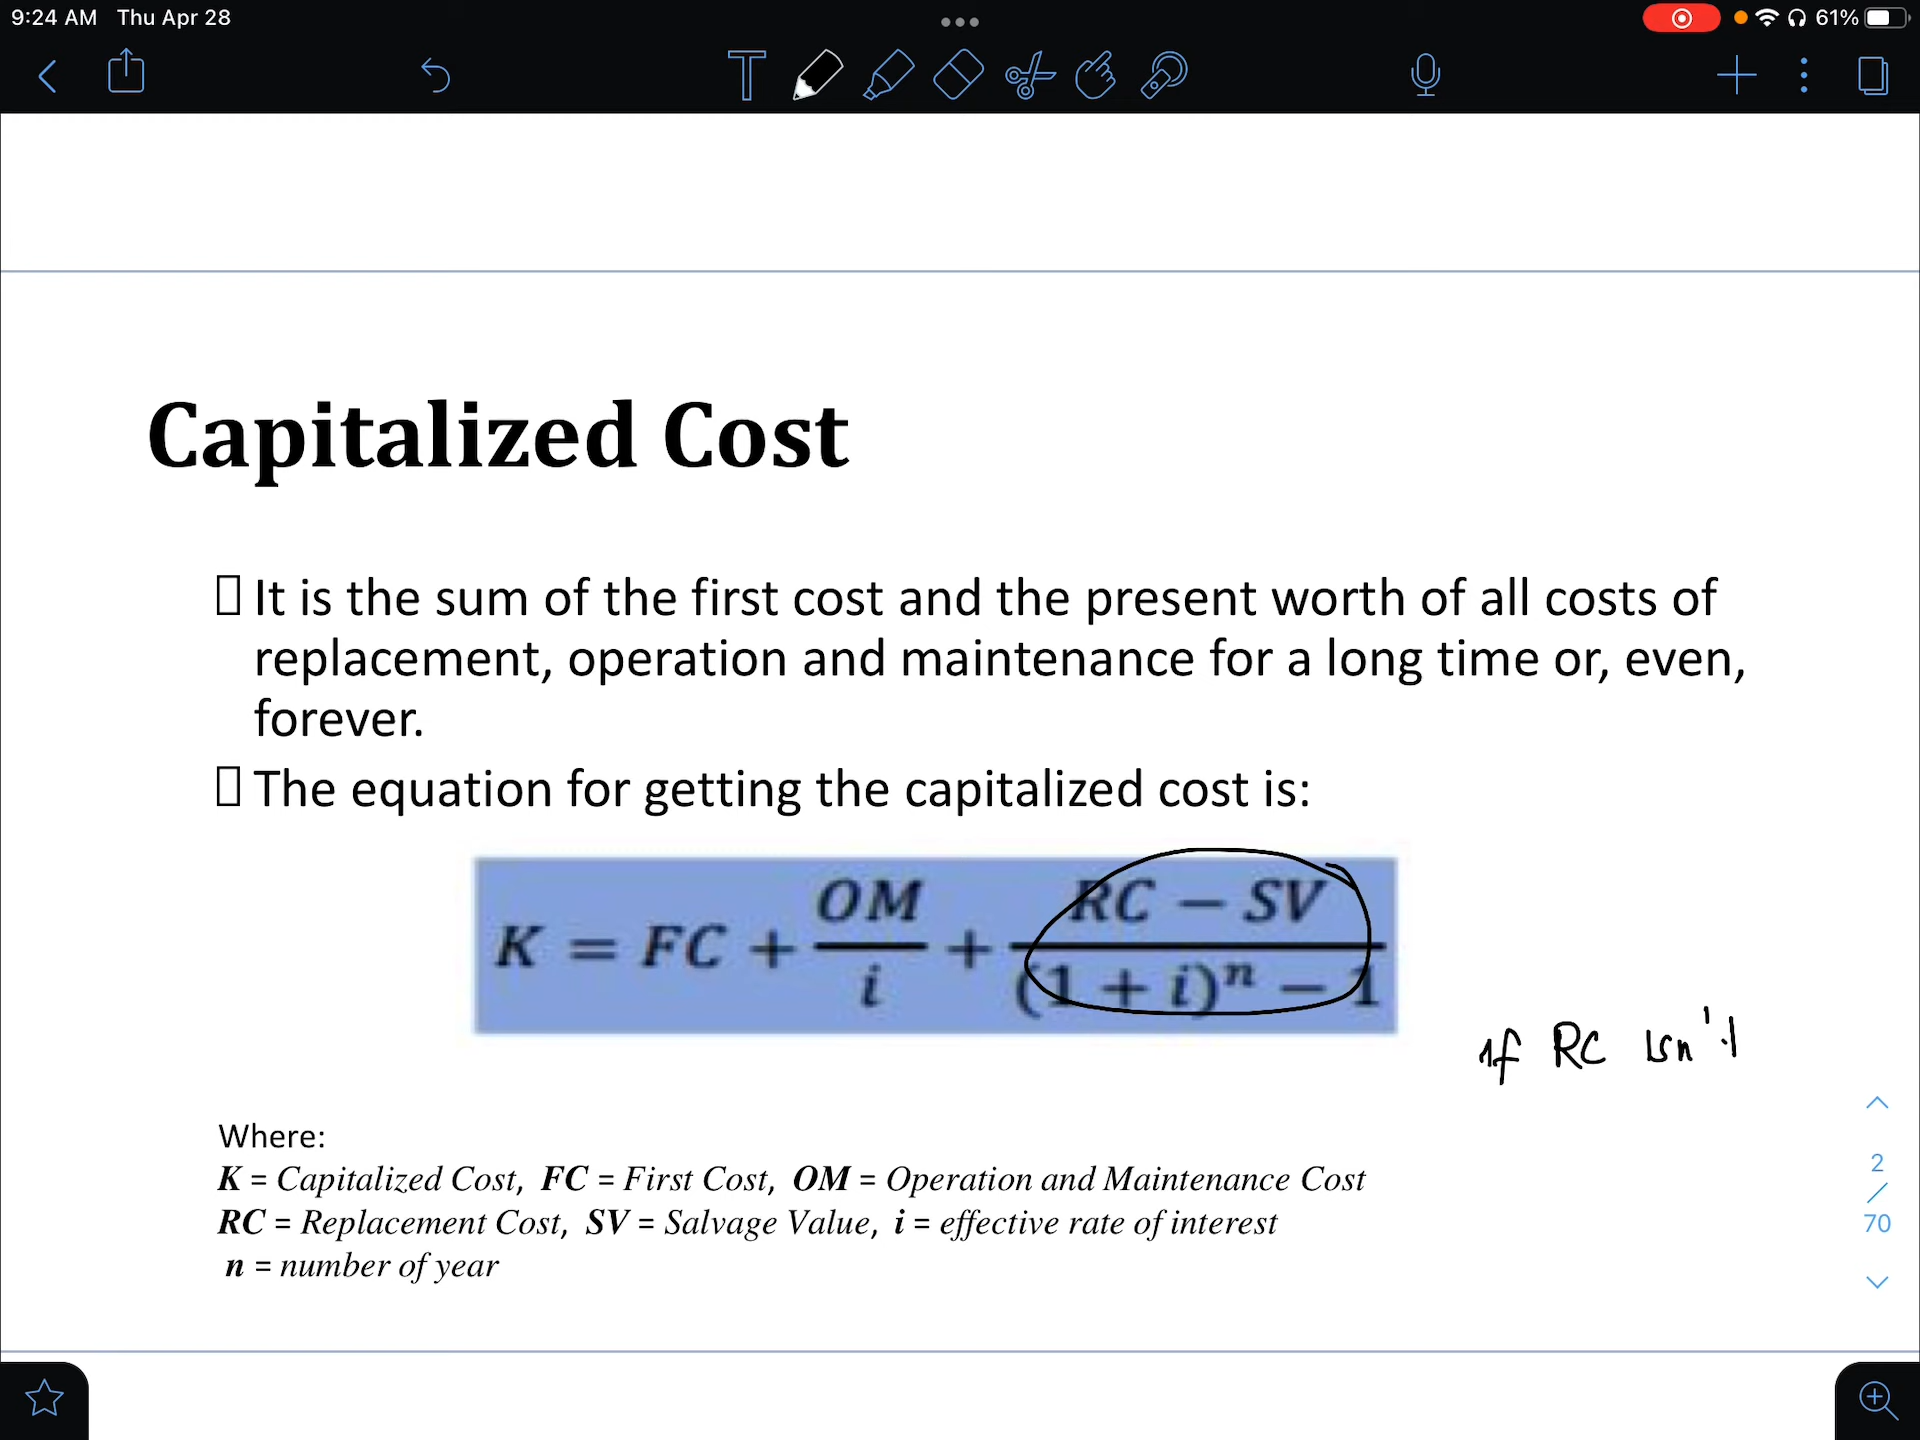 9:24 AM Thu Apr 28
61%
Capitalized Cost
It is the sum of the first cost and the present worth of all costs of
replacement, operation and maintenance for a long time or, even,
forever.
The equation for getting the capitalized cost is:
K = FC + OM/i + (RC − SV)/((1 + i)ⁿ − 1)
if RC isn't
Where:
K = Capitalized Cost, FC = First Cost, OM = Operation and Maintenance Cost
RC = Replacement Cost, SV = Salvage Value, i = effective rate of interest
n = number of year
2
/
70